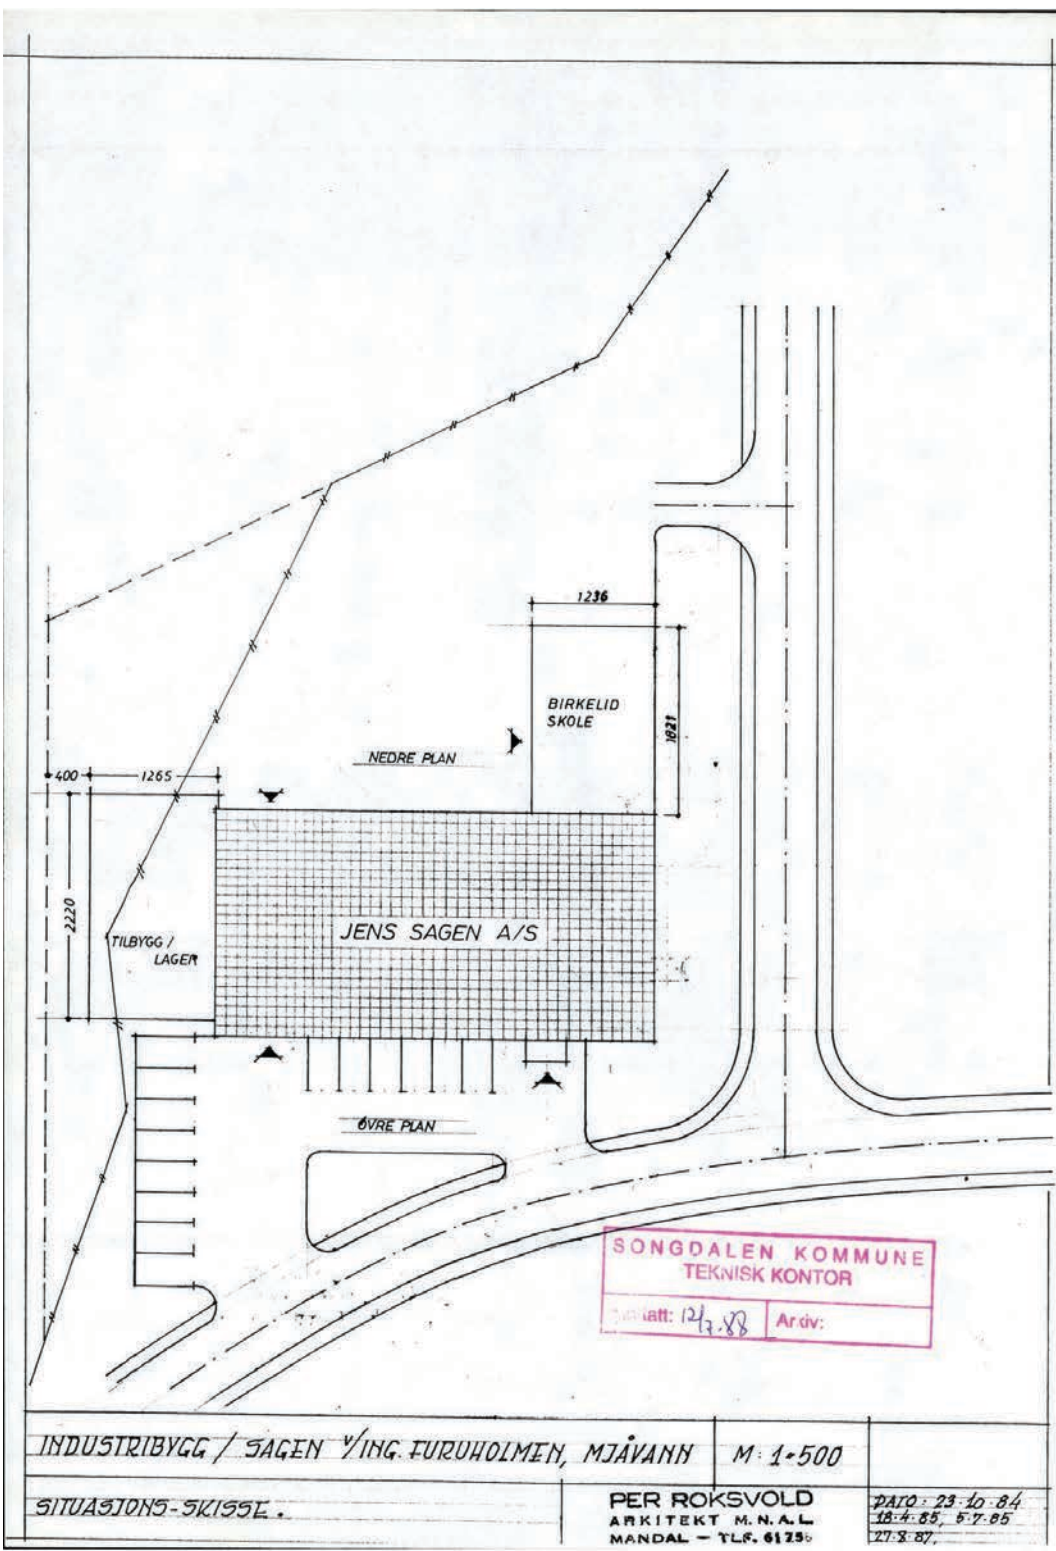 1236
BIRKELID
SKOLE
1821
NEDRE PLAN
400
1265
2220
JENS SAGEN A/S
TILBYGG /
LAGER
ØVRE PLAN
SONGDALEN KOMMUNE
TEKNISK KONTOR
12/7.88
INDUSTRIBYGG / SAGEN V/ING. FURUHOLMEN, MJÅVANN
M: 1:500
SITUASJONS-SKISSE.
PER ROKSVOLD
ARKITEKT M.N.A.L.
MANDAL – TLF. 61256
DATO: 23.10.84
18.4.85, 5.7.85
27.8.87.